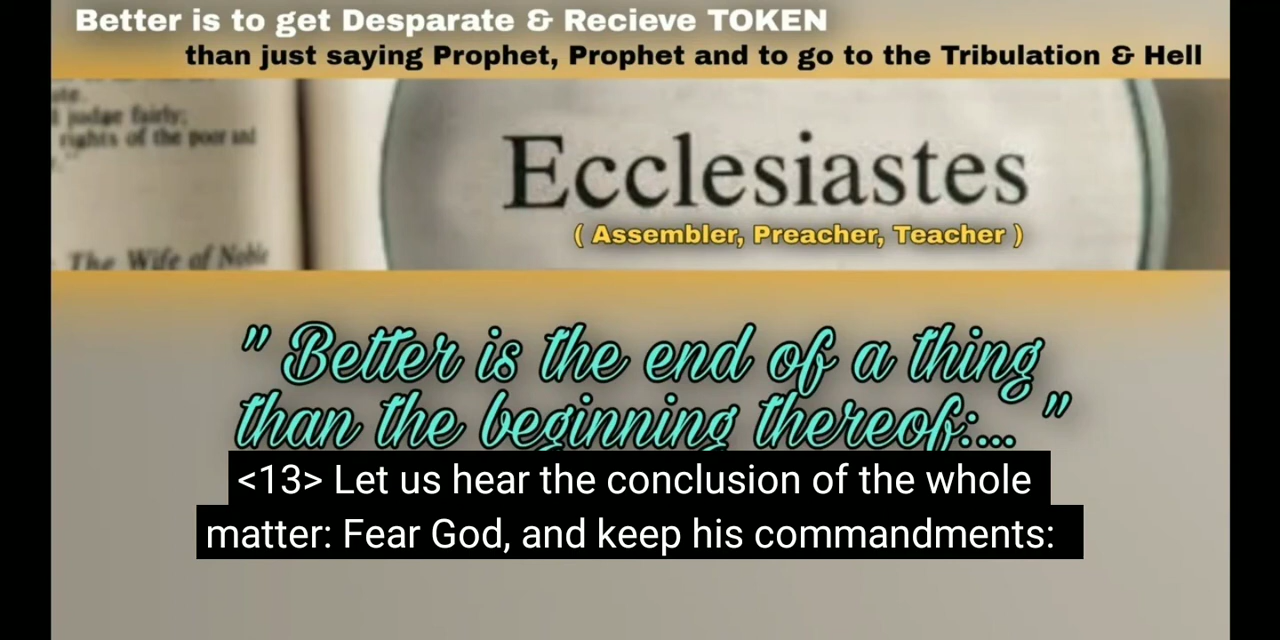 Better is to get Desparate & Recieve TOKEN
than just saying Prophet, Prophet and to go to the Tribulation & Hell
judge fairly;
rights of the poor and
The Wife of Noble
Ecclesiastes
( Assembler, Preacher, Teacher )
" Better is the end of a thing
than the beginning thereof:... "
<13> Let us hear the conclusion of the whole
matter: Fear God, and keep his commandments: